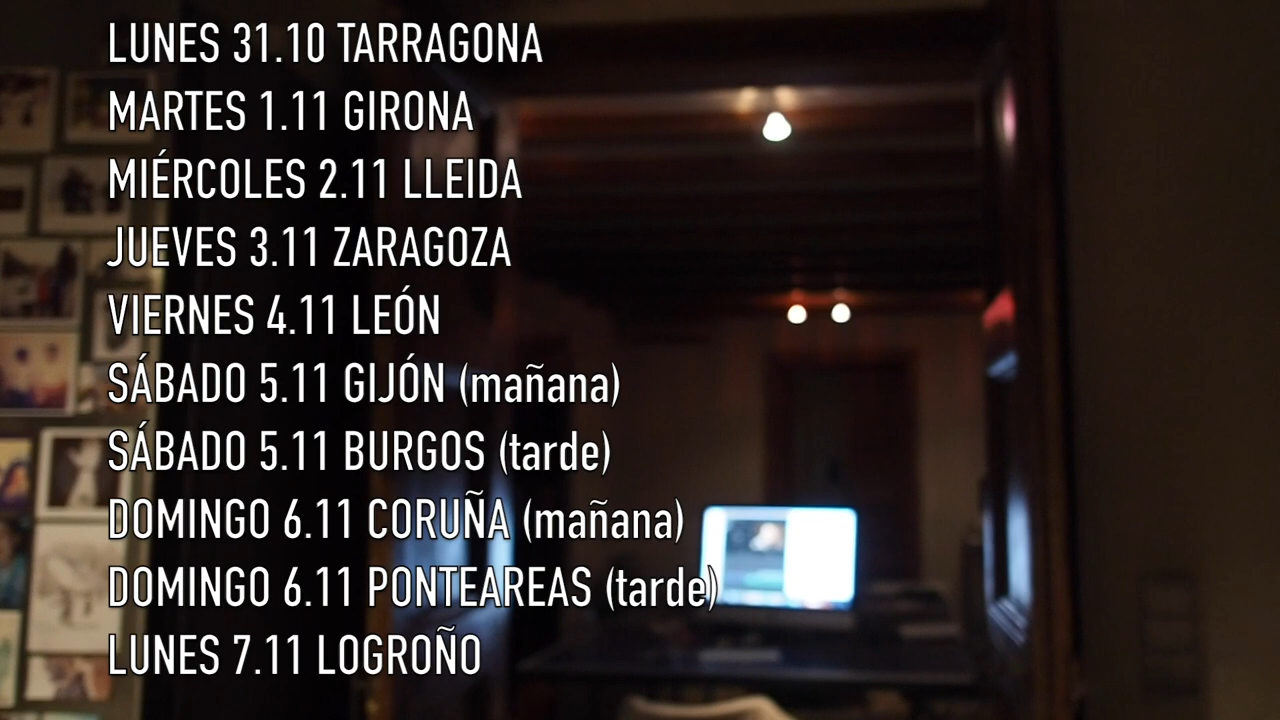 LUNES 31.10 TARRAGONA
MARTES 1.11 GIRONA
MIÉRCOLES 2.11 LLEIDA
JUEVES 3.11 ZARAGOZA
VIERNES 4.11 LEÓN
SÁBADO 5.11 GIJÓN (mañana)
SÁBADO 5.11 BURGOS (tarde)
DOMINGO 6.11 CORUÑA (mañana)
DOMINGO 6.11 PONTEAREAS (tarde)
LUNES 7.11 LOGROÑO